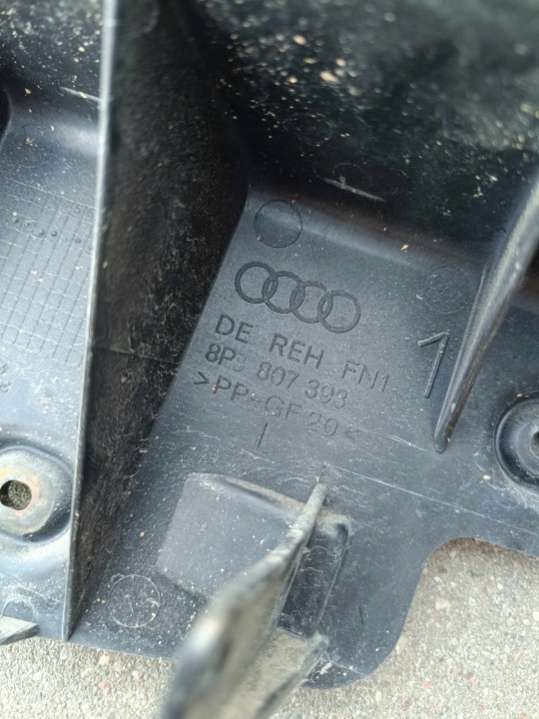 DE REH FN1
807 393
>PP-GF20<
1